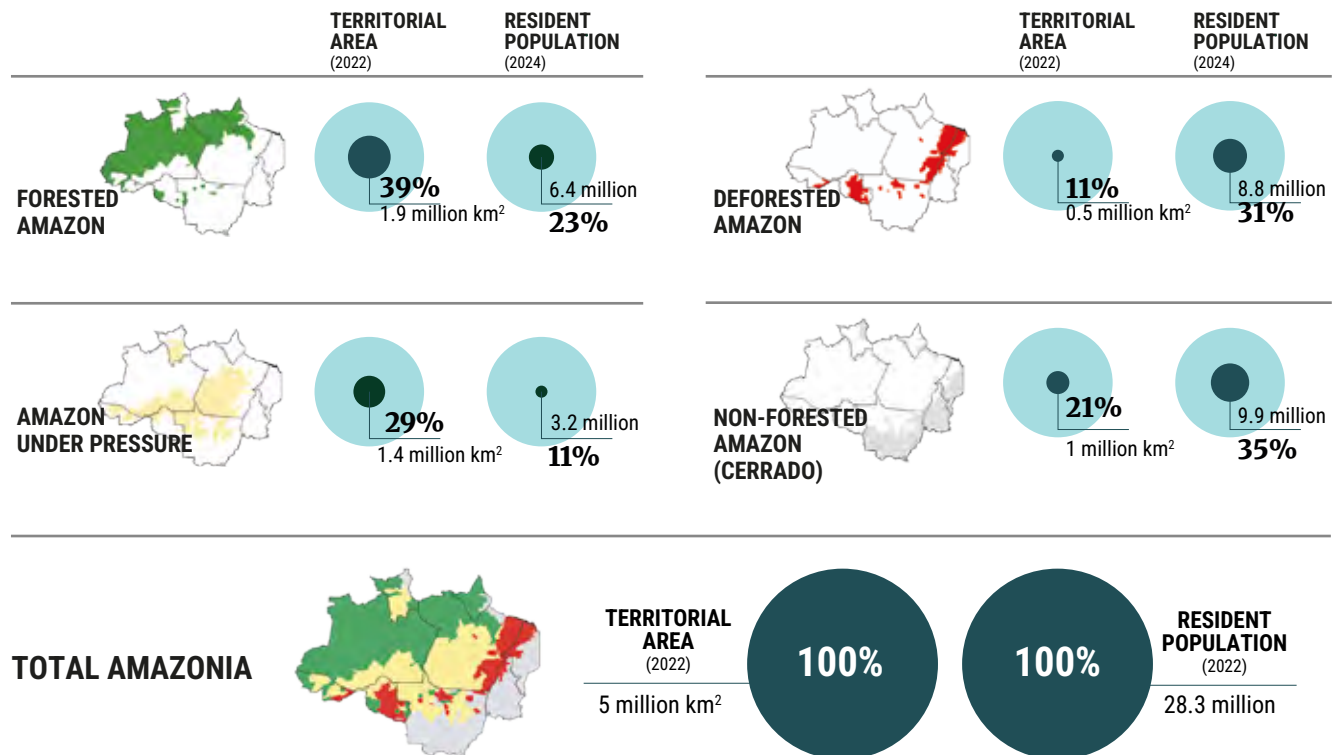 TERRITORIAL
AREA
(2022)
RESIDENT
POPULATION
(2024)
TERRITORIAL
AREA
(2022)
RESIDENT
POPULATION
(2024)
FORESTED
AMAZON
39%
1.9 million km²
6.4 million
23%
DEFORESTED
AMAZON
11%
0.5 million km²
8.8 million
31%
AMAZON
UNDER PRESSURE
29%
1.4 million km²
3.2 million
11%
NON-FORESTED
AMAZON
(CERRADO)
21%
1 million km²
9.9 million
35%
TOTAL AMAZONIA
TERRITORIAL
AREA
(2022)
5 million km²
100%
100%
RESIDENT
POPULATION
(2022)
28.3 million